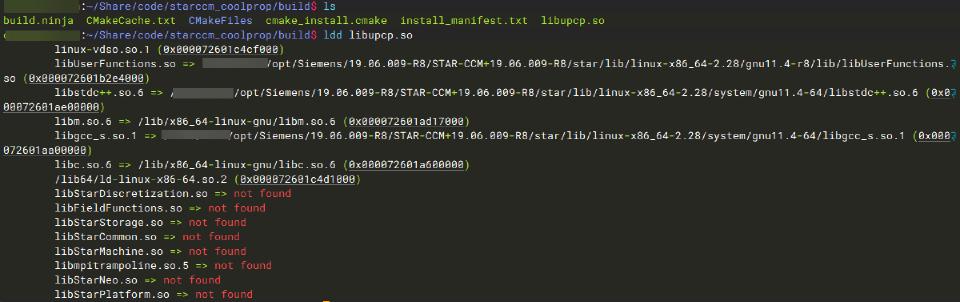 :~/Share/code/starccm_coolprop/build$ ls
build.ninja CMakeCache.txt CMakeFiles cmake_install.cmake install_manifest.txt libupcp.so
:~/Share/code/starccm_coolprop/build$ ldd libupcp.so
linux-vdso.so.1 (0x000072601c4cf000)
libUserFunctions.so => /opt/Siemens/19.06.009-R8/STAR-CCM+19.06.009-R8/star/lib/linux-x86_64-2.28/gnu11.4-r8/lib/libUserFunctions.
so (0x000072601b2e4000)
libstdc++.so.6 => / /opt/Siemens/19.06.009-R8/STAR-CCM+19.06.009-R8/star/lib/linux-x86_64-2.28/system/gnu11.4-64/libstdc++.so.6 (0x0
00072601ae00000)
libm.so.6 => /lib/x86_64-linux-gnu/libm.so.6 (0x000072601ad17000)
libgcc_s.so.1 => /opt/Siemens/19.06.009-R8/STAR-CCM+19.06.009-R8/star/lib/linux-x86_64-2.28/system/gnu11.4-64/libgcc_s.so.1 (0x000
072601aa00000)
libc.so.6 => /lib/x86_64-linux-gnu/libc.so.6 (0x000072601a600000)
/lib64/ld-linux-x86-64.so.2 (0x000072601c4d1000)
libStarDiscretization.so => not found
libFieldFunctions.so => not found
libStarStorage.so => not found
libStarCommon.so => not found
libStarMachine.so => not found
libmpitrampoline.so.5 => not found
libStarNeo.so => not found
libStarPlatform.so => not found